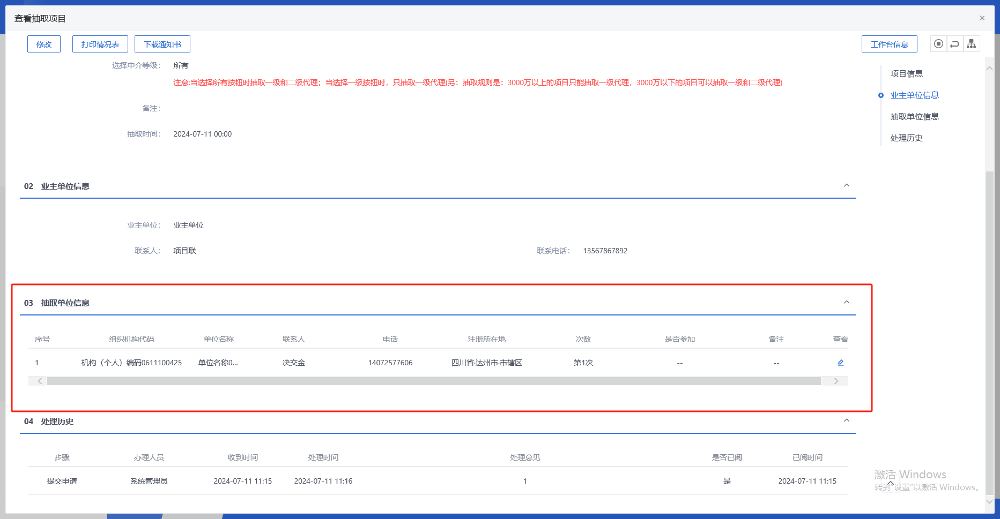 查看抽取项目
修改 打印情况表 下载通知书 工作台信息
选择中介等级： 所有
注意:当选择所有按钮时抽取一级和二级代理；当选择一级按钮时，只抽取一级代理(另：抽取规则是：3000万以上的项目只能抽取一级代理，3000万以下的项目可以抽取一级和二级代理)
备注：
抽取时间： 2024-07-11 00:00
项目信息
业主单位信息
抽取单位信息
处理历史
02 业主单位信息
业主单位： 业主单位
联系人： 项目联 联系电话： 13567867892
03 抽取单位信息
序号 组织机构代码 单位名称 联系人 电话 注册所在地 次数 是否参加 备注 查看
1 机构（个人）编码0611100425 单位名称0... 决交金 14072577606 四川省·达州市·市辖区 第1次 -- --
04 处理历史
步骤 办理人员 收到时间 处理时间 处理意见 是否已阅 已阅时间
提交申请 系统管理员 2024-07-11 11:15 2024-07-11 11:16 1 是 2024-07-11 11:15
激活 Windows
转到"设置"以激活 Windows。